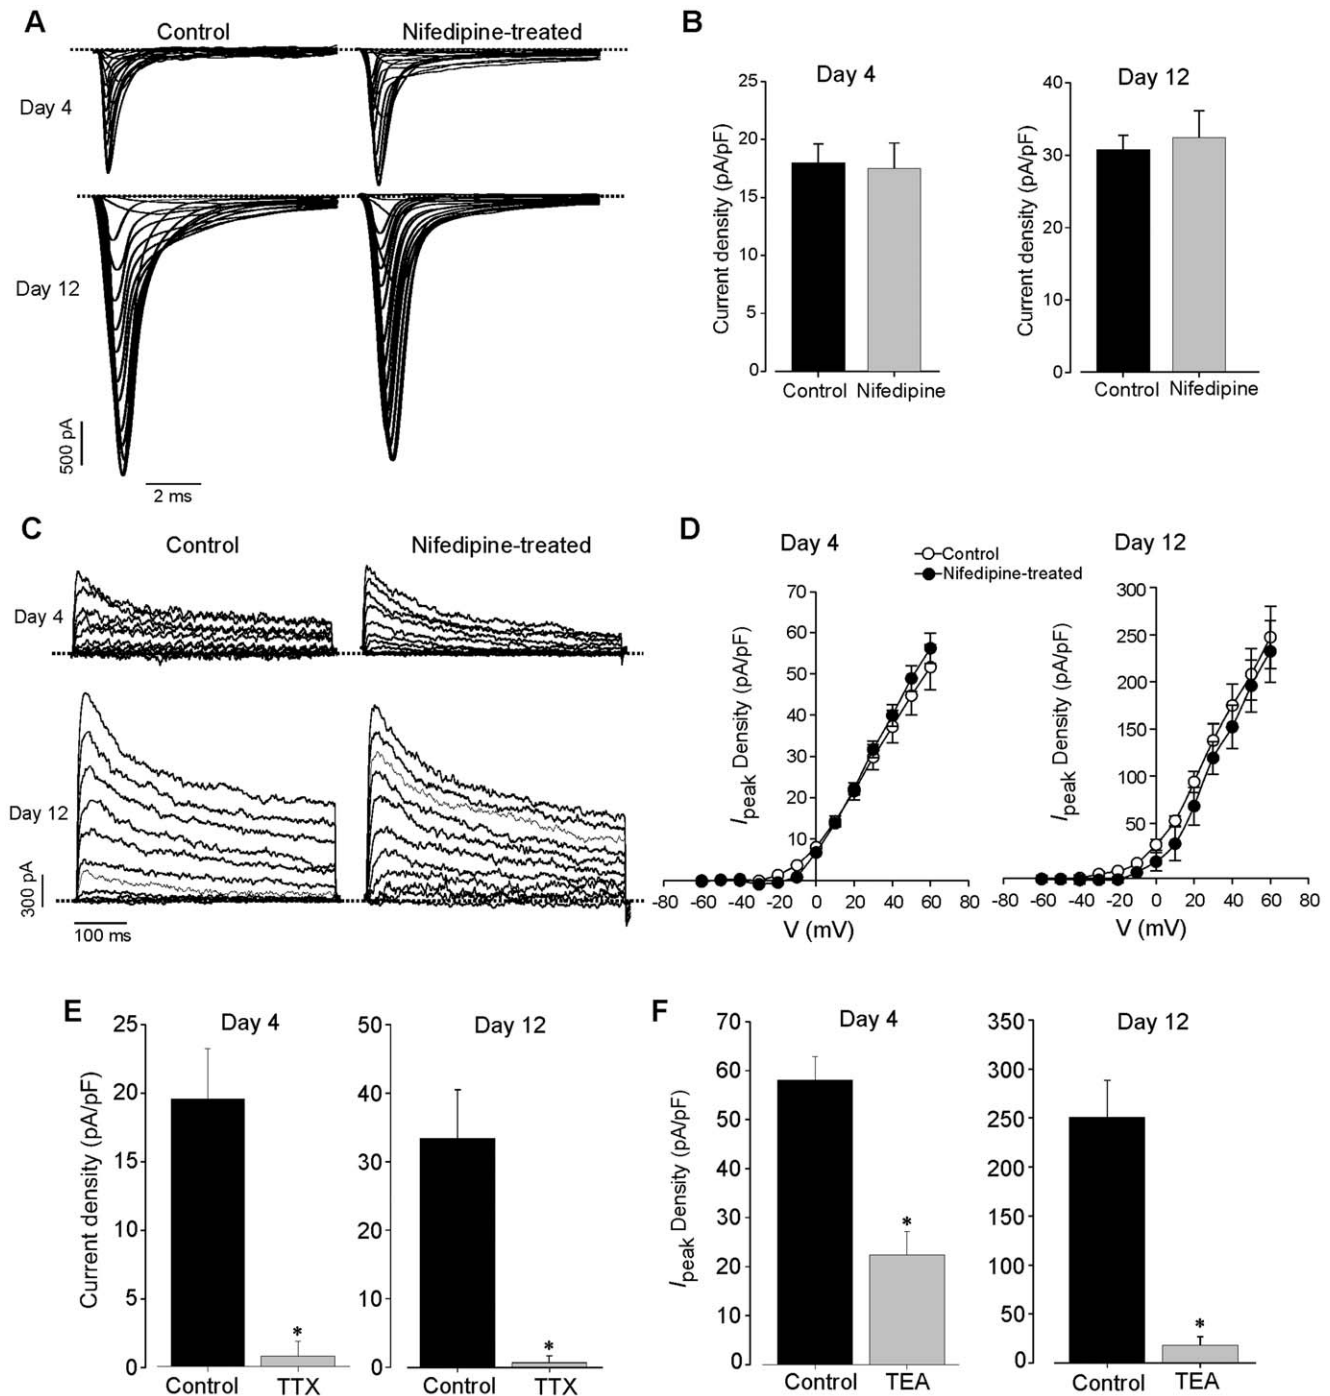 A
Control
Nifedipine-treated
Day 4
Day 12
500 pA
2 ms
B
Day 4
Current density (pA/pF)
25
20
15
10
5
0
Control
Nifedipine
Day 12
Current density (pA/pF)
40
30
20
10
0
Control
Nifedipine
C
Control
Nifedipine-treated
Day 4
Day 12
300 pA
100 ms
D
Day 4
Control
Nifedipine-treated
Ipeak Density (pA/pF)
70
60
50
40
30
20
10
-80 -60 -40 -20 0 20 40 60 80
V (mV)
Day 12
Ipeak Density (pA/pF)
300
250
200
150
100
50
-80 -60 -40 -20 0 20 40 60 80
V (mV)
E
Day 4
Current density (pA/pF)
25
20
15
10
5
0
*
Control
TTX
Day 12
50
40
30
20
10
0
*
Control
TTX
F
Day 4
Ipeak Density (pA/pF)
70
60
50
40
30
20
10
0
*
Control
TEA
Day 12
350
300
250
200
150
100
50
0
*
Control
TEA